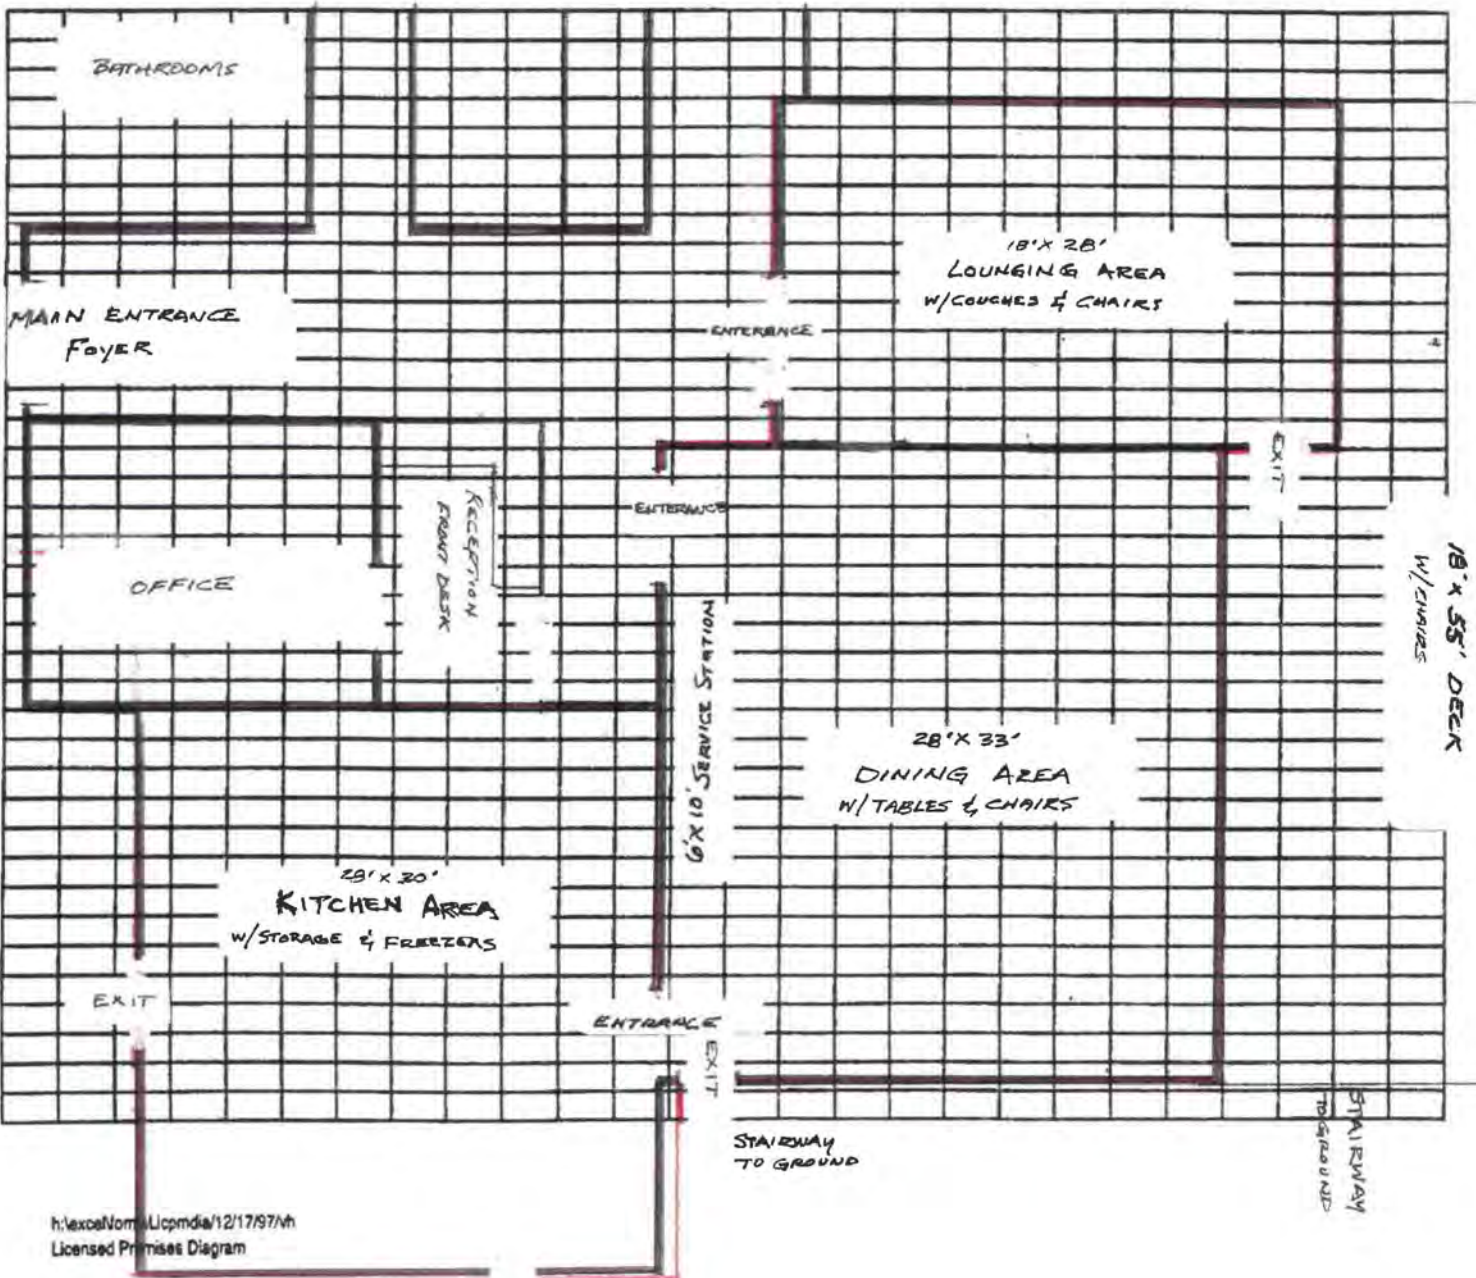 BATHROOMS
18' X 28'
LOUNGING AREA
W/COUCHES & CHAIRS
MAIN ENTRANCE
FOYER
ENTERANCE
EXIT
ENTERANCE
RECEPTION
FRONT DESK
OFFICE
18' X 55' DECK
W/CHAIRS
6'X10' SERVICE STATION
28' X 33'
DINING AREA
W/TABLES & CHAIRS
KITCHEN AREA
W/STORAGE & FREEZERS
EXIT
ENTRANCE
EXIT
STAIRWAY
TO GROUND
STAIRWAY
TO GROUND
Licensed Premises Diagram